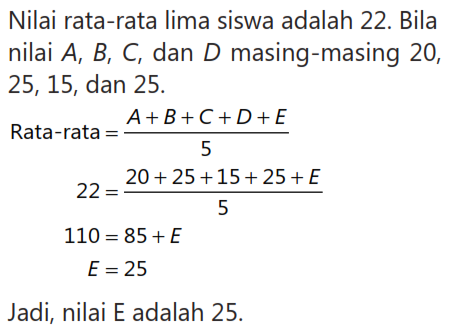 Nilai rata-rata lima siswa adalah 22. Bila
nilai A, B, C, dan D masing-masing 20,
25, 15, dan 25.
Rata-rata = \frac{A + B + C + D + E}{5}
22 = \frac{20 + 25 + 15 + 25 + E}{5}
110 = 85 + E
E = 25
Jadi, nilai E adalah 25.